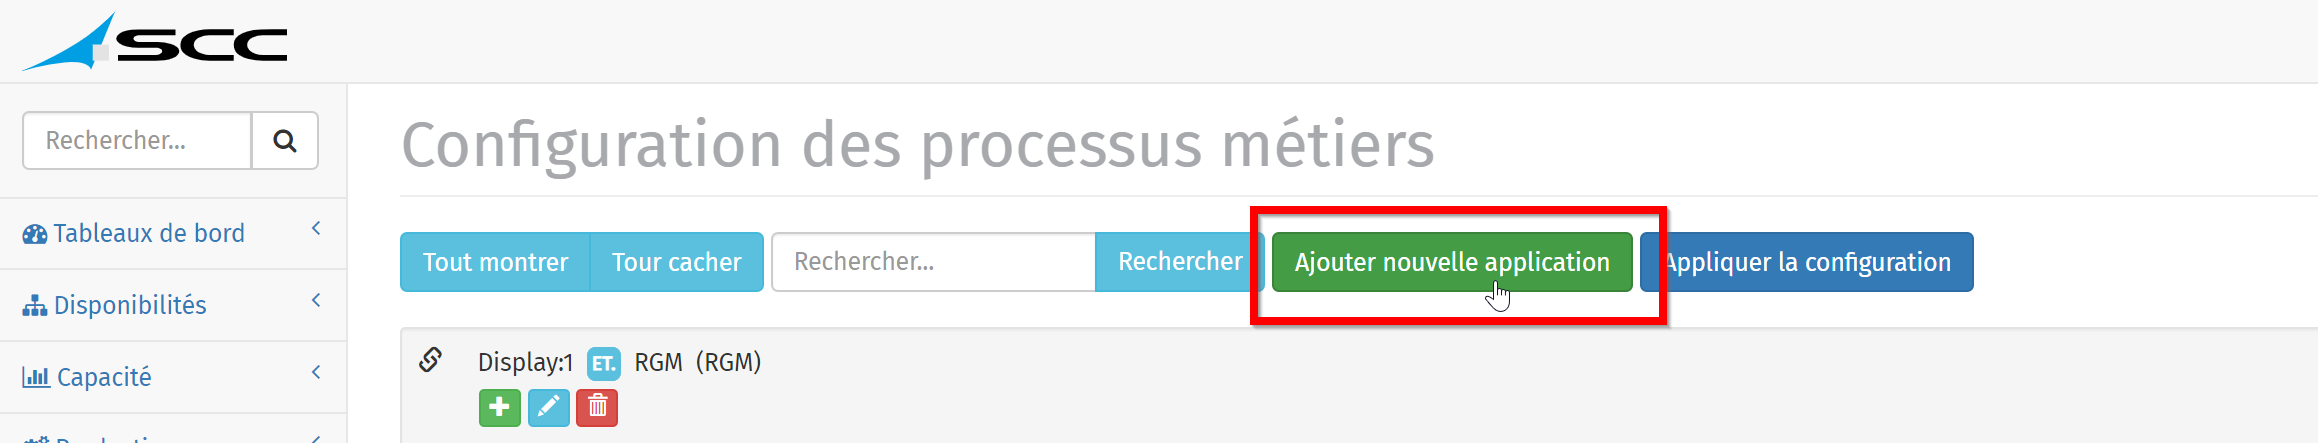 SCC
Rechercher...
Configuration des processus métiers
Tableaux de bord
Tout montrer Tour cacher Rechercher... Rechercher Ajouter nouvelle application Appliquer la configuration
Disponibilités
Display:1 ET. RGM (RGM)
Capacité